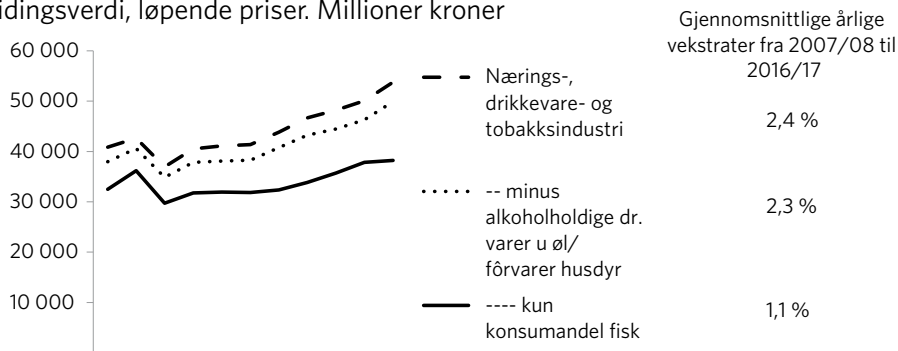 idingsverdi, løpende priser. Millioner kroner
Gjennomsnittlige årlige
vekstrater fra 2007/08 til
2016/17
60 000
50 000
40 000
30 000
20 000
10 000
Nærings-,
drikkevare- og
tobakksindustri
2,4 %
-- minus
alkoholholdige dr.
varer u øl/
fôrvarer husdyr
2,3 %
---- kun
konsumandel fisk
1,1 %